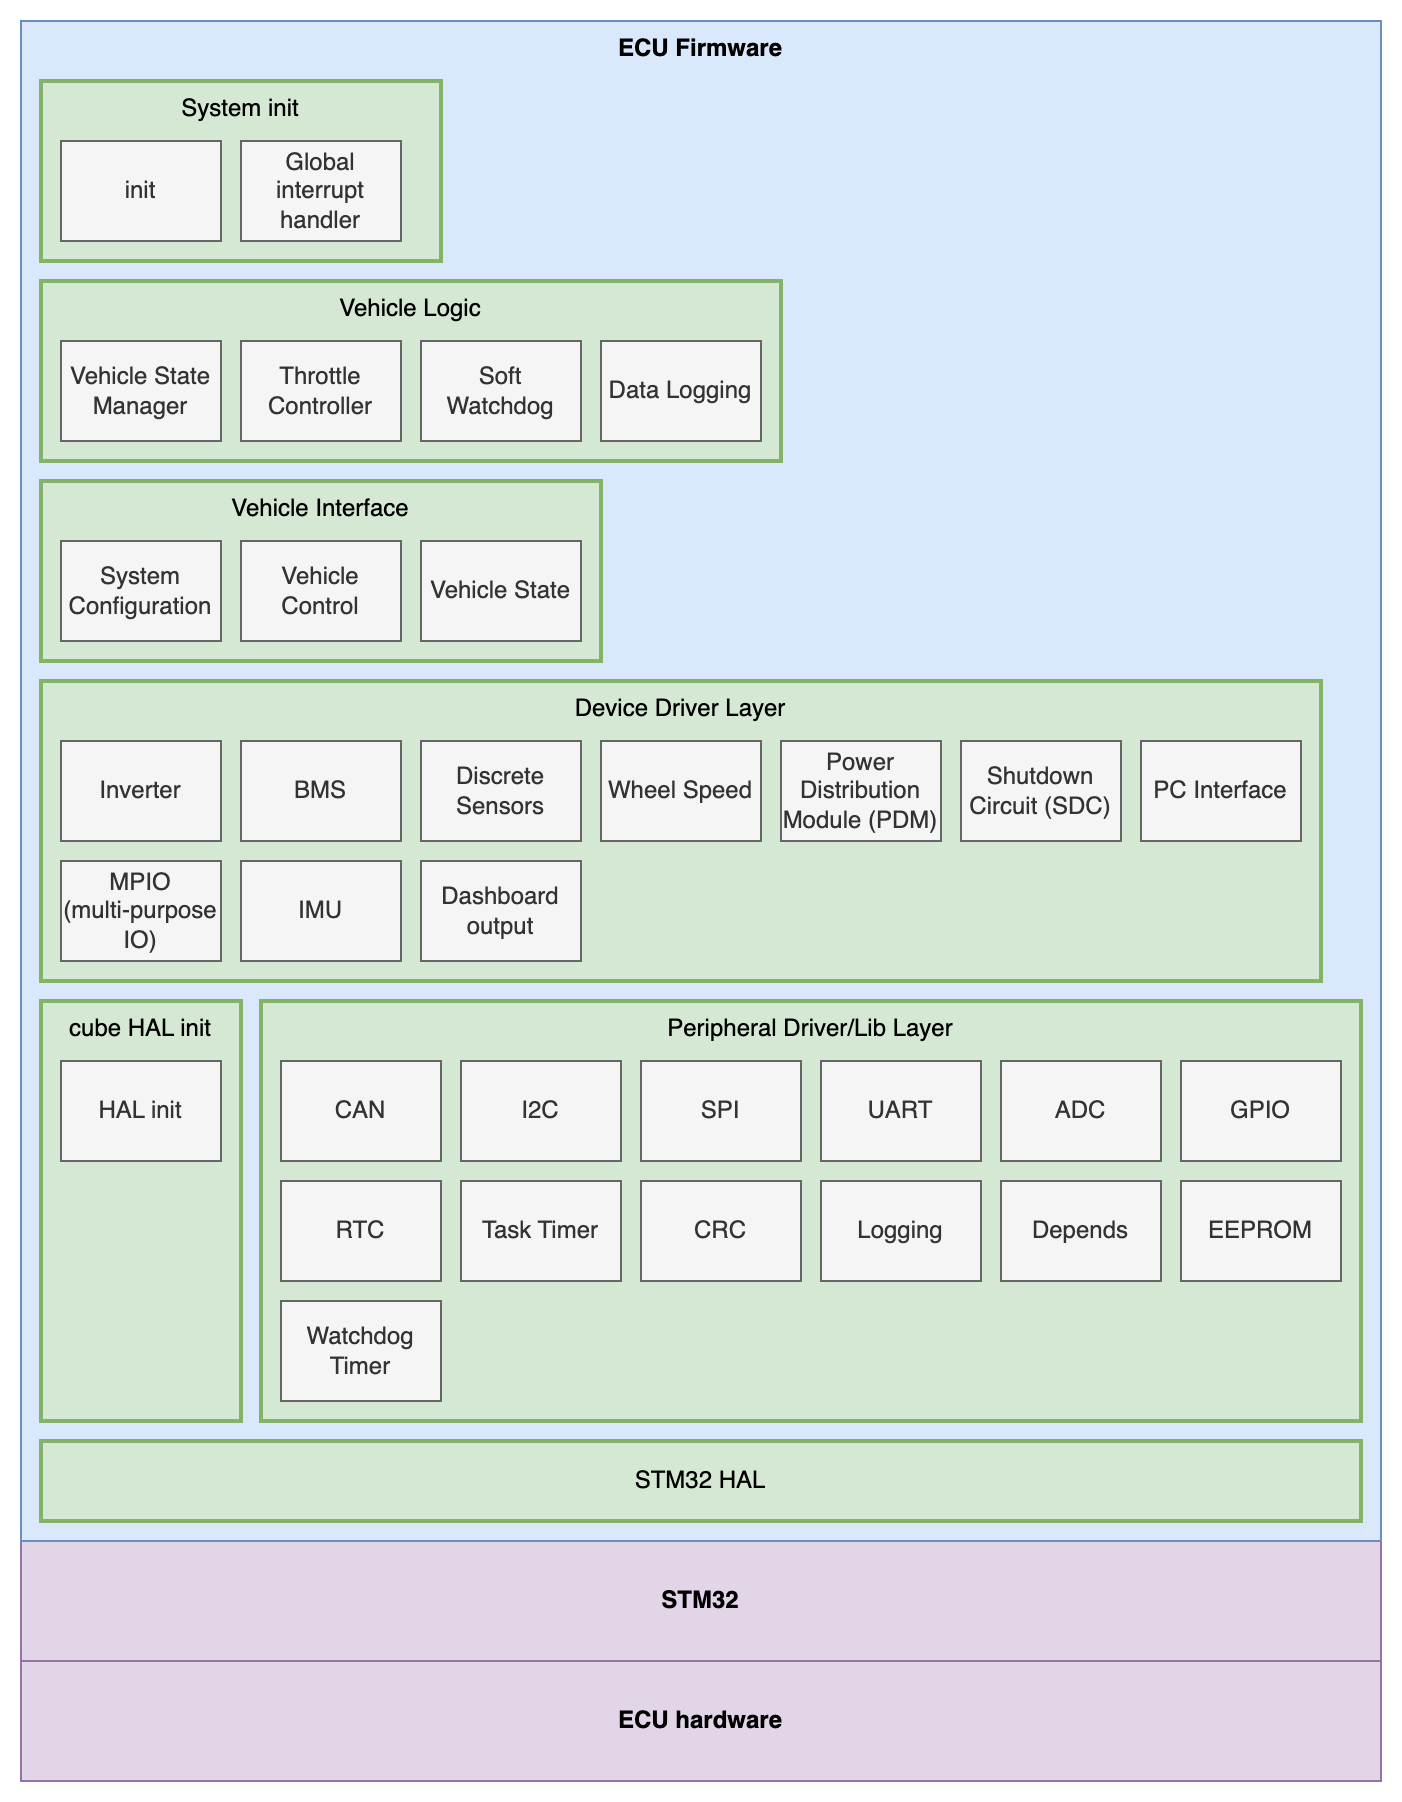 ECU Firmware
System init
init
Global
interrupt
handler
Vehicle Logic
Vehicle State
Manager
Throttle
Controller
Soft
Watchdog
Data Logging
Vehicle Interface
System
Configuration
Vehicle
Control
Vehicle State
Device Driver Layer
Inverter
BMS
Discrete
Sensors
Wheel Speed
Power
Distribution
Module (PDM)
Shutdown
Circuit (SDC)
PC Interface
MPIO
(multi-purpose
IO)
IMU
Dashboard
output
cube HAL init
HAL init
Peripheral Driver/Lib Layer
CAN
I2C
SPI
UART
ADC
GPIO
RTC
Task Timer
CRC
Logging
Depends
EEPROM
Watchdog
Timer
STM32 HAL
STM32
ECU hardware